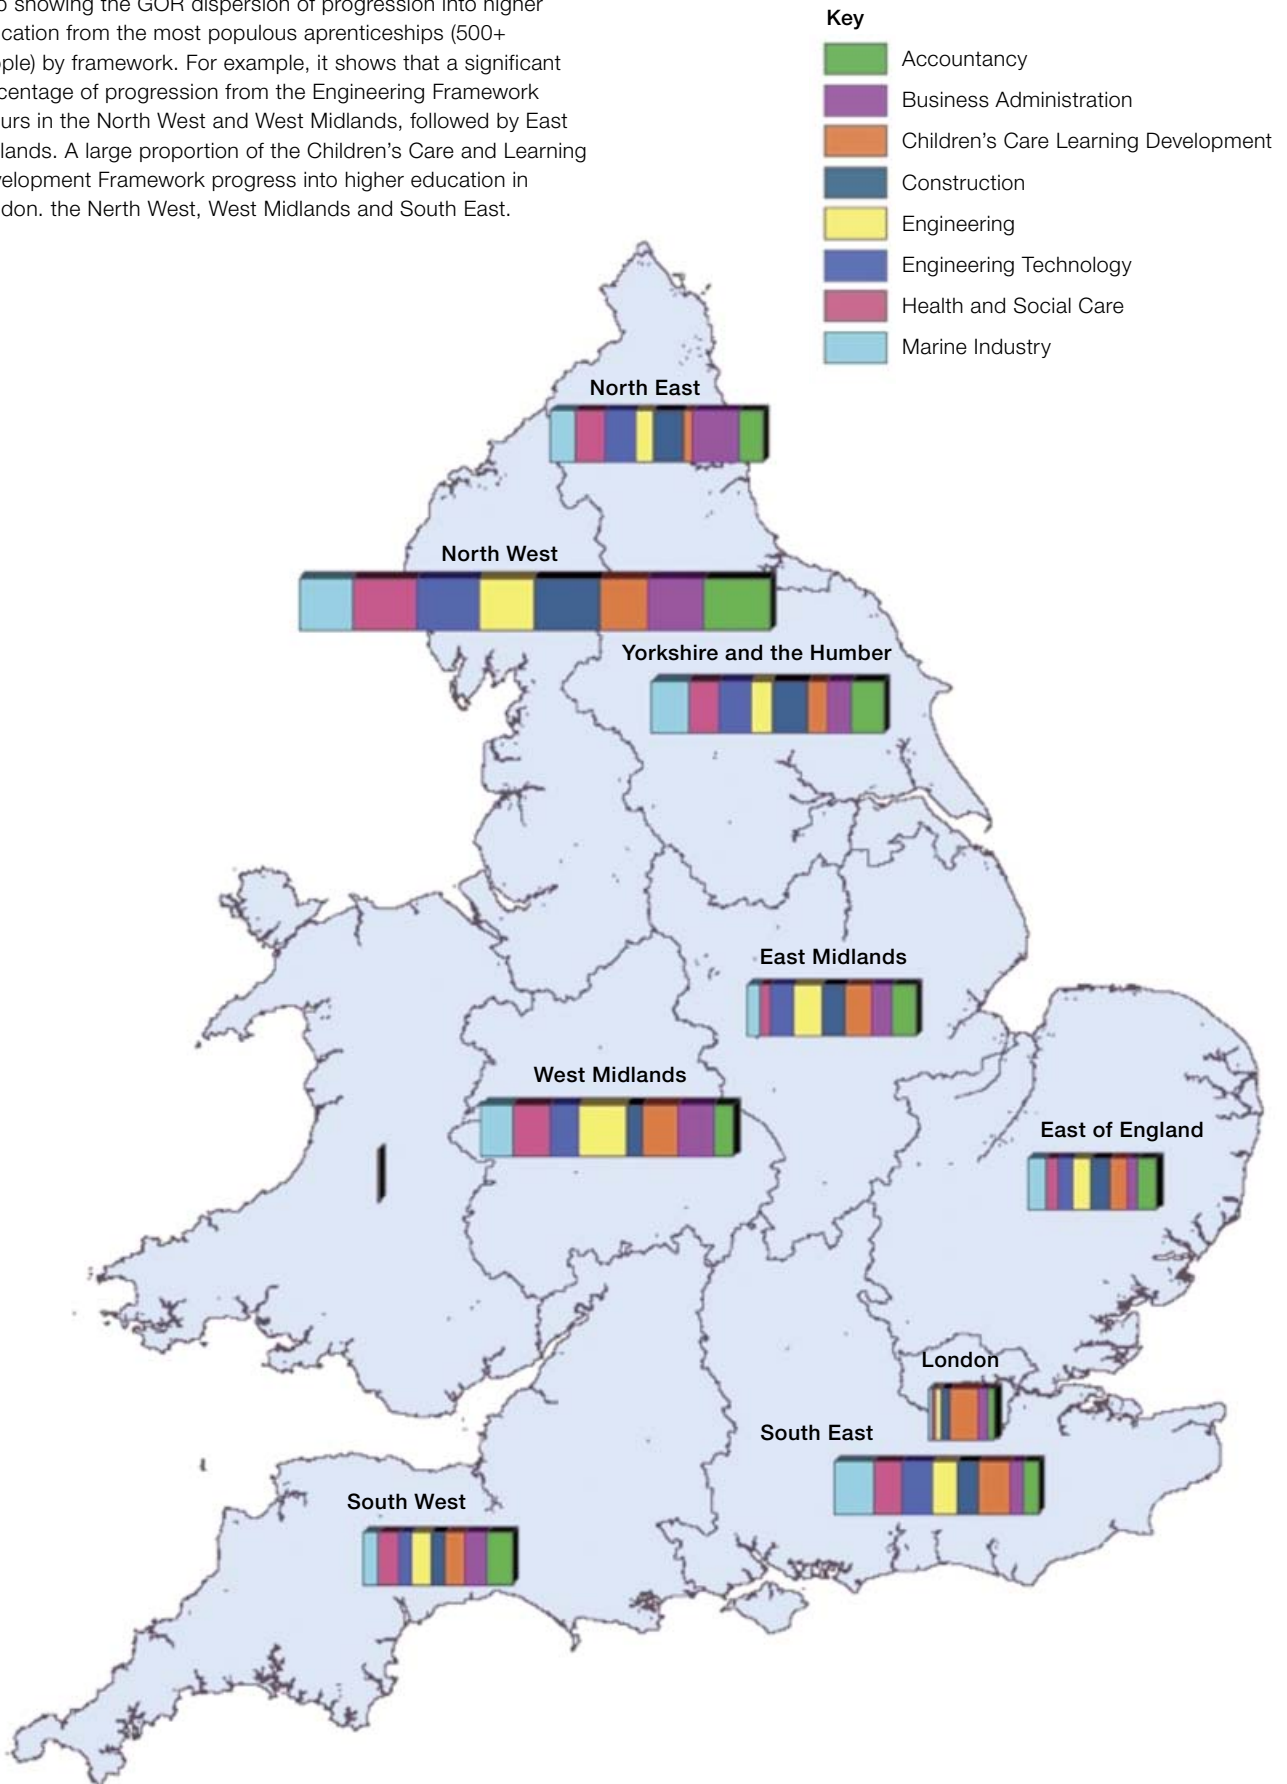 showing the GOR dispersion of progression into higher
ication from the most populous aprenticeships (500+
ple) by framework. For example, it shows that a significant
centage of progression from the Engineering Framework
urs in the North West and West Midlands, followed by East
lands. A large proportion of the Children's Care and Learning
velopment Framework progress into higher education in
don. the Nerth West, West Midlands and South East.
Key
Accountancy
Business Administration
Children's Care Learning Development
Construction
Engineering
Engineering Technology
Health and Social Care
Marine Industry
North East
North West
Yorkshire and the Humber
East Midlands
West Midlands
East of England
London
South East
South West